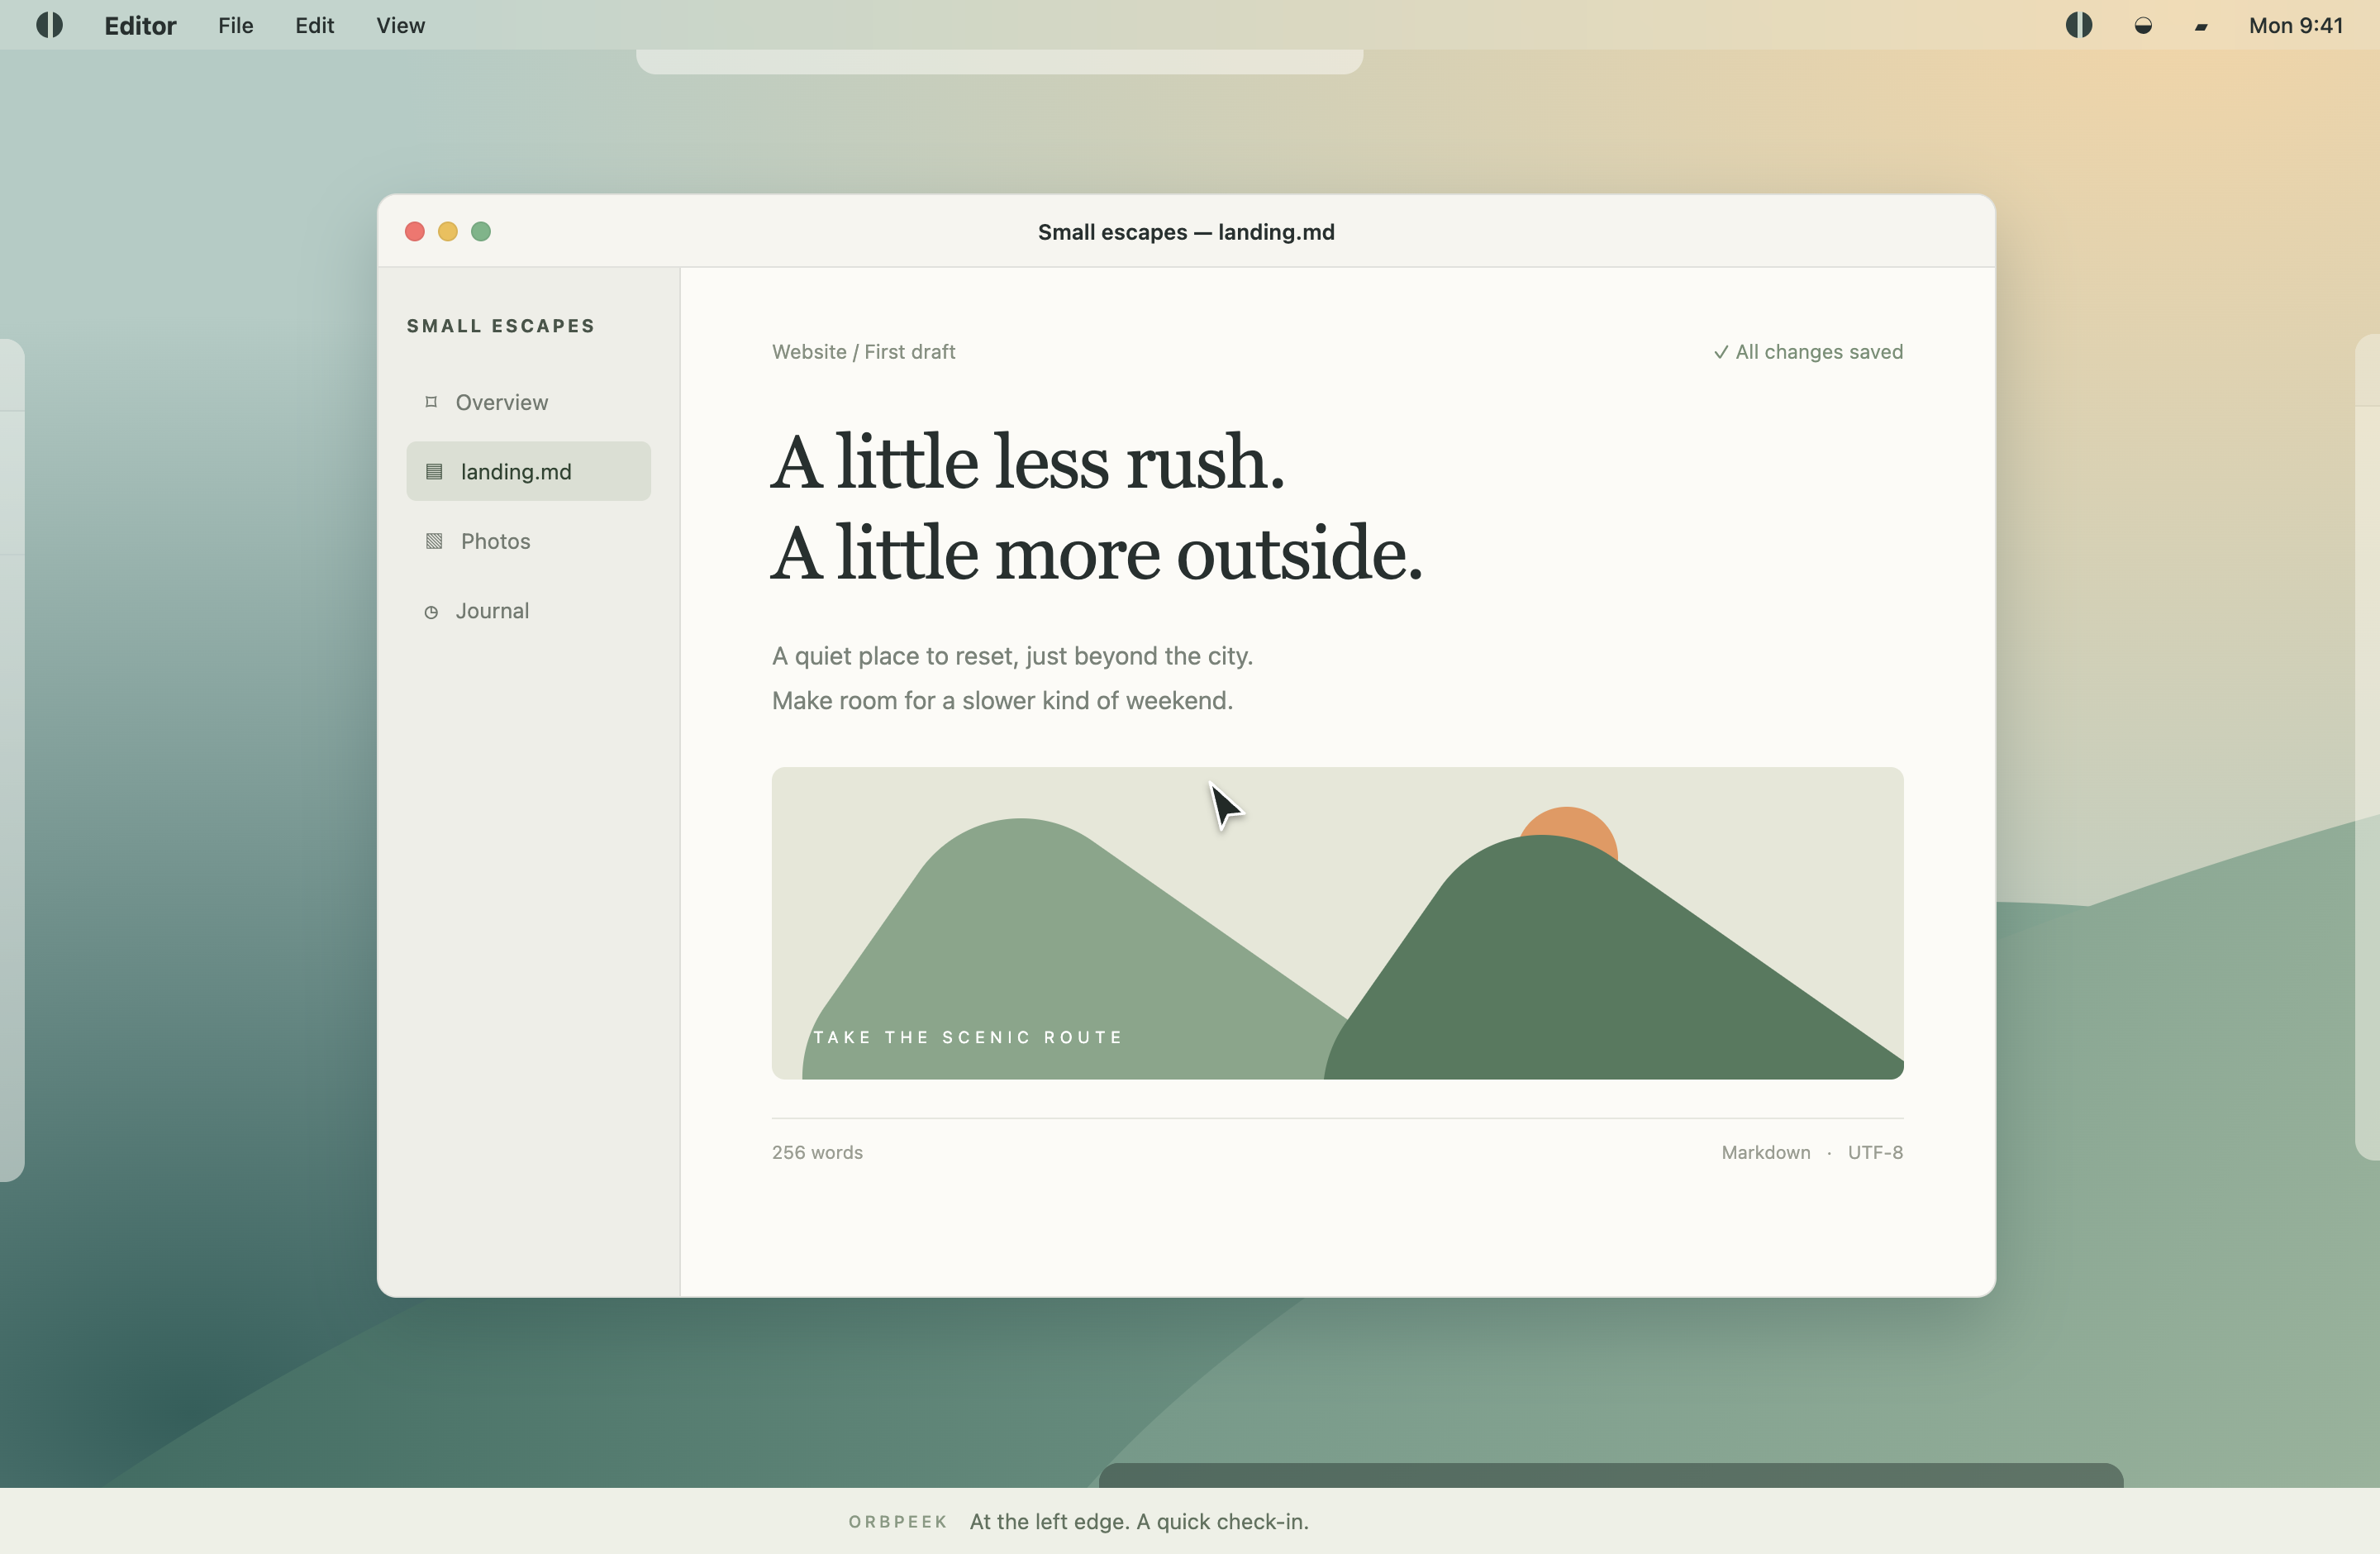 Editor File Edit View Mon 9:41
Small escapes — landing.md
SMALL ESCAPES
Overview
landing.md
Photos
Journal
Website / First draft
✓ All changes saved
A little less rush.
A little more outside.
A quiet place to reset, just beyond the city.
Make room for a slower kind of weekend.
TAKE THE SCENIC ROUTE
256 words
Markdown · UTF-8
ORBPEEK At the left edge. A quick check-in.